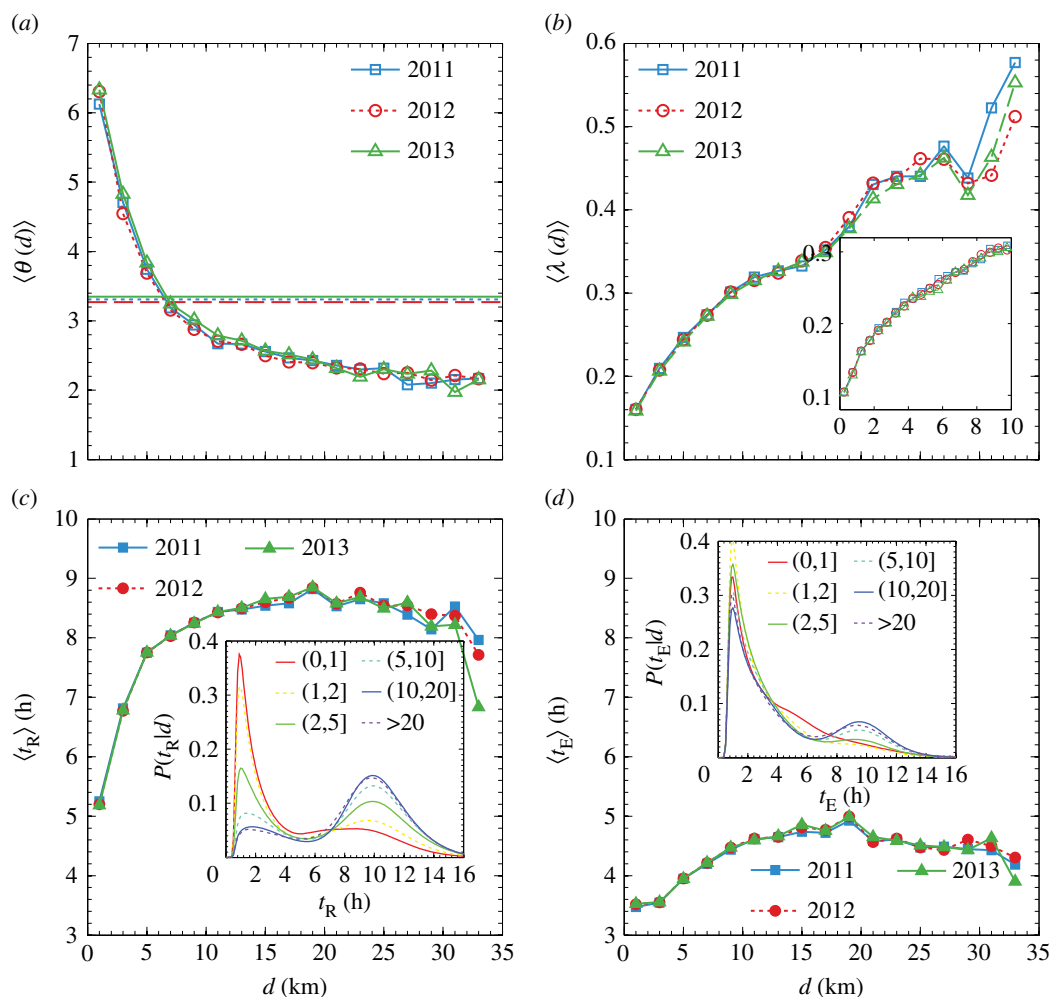 (a)
7
6
5
4
3
2
1
⟨θ (d)⟩
2011
2012
2013
(b)
0.6
0.5
0.4
0.3
0.2
0.1
⟨λ (d)⟩
2011
2012
2013
0.3
0.2
0.1
0 2 4 6 8 10
(c)
10
9
8
7
6
5
4
3
⟨tR⟩ (h)
2011 2013
2012
0.4
0.3
0.2
0.1
P(tR|d)
(0,1] (5,10]
(1,2] (10,20]
(2,5] >20
0 2 4 6 8 10 12 14 16
tR (h)
0 5 10 15 20 25 30 35
d (km)
(d)
10
9
8
7
6
5
4
3
⟨tE⟩ (h)
0.4
0.3
0.2
0.1
P(tE|d)
(0,1] (5,10]
(1,2] (10,20]
(2,5] >20
0 2 4 6 8 10 12 14 16
tE (h)
2011 2013
2012
0 5 10 15 20 25 30 35
d (km)